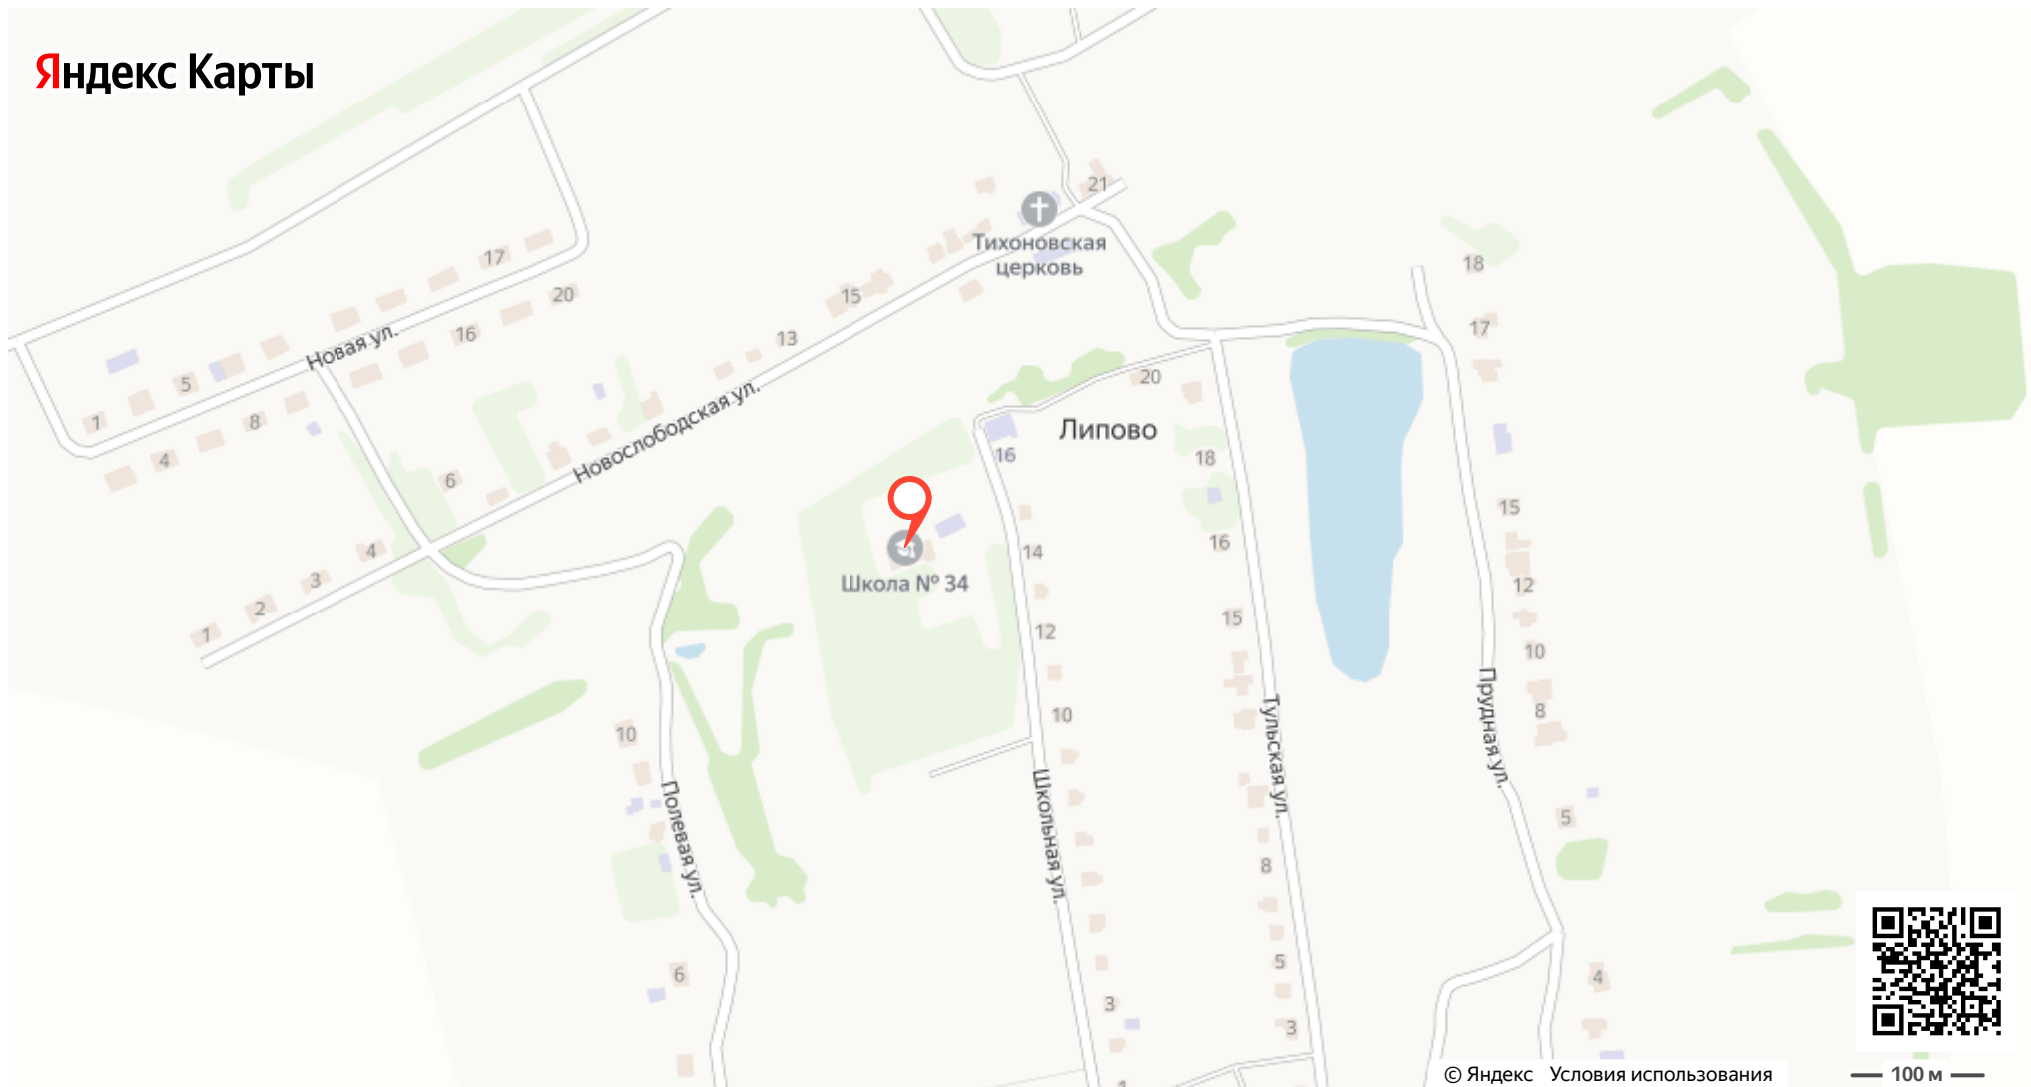 Яндекс Карты
21
Тихоновская
церковь
17
20
16
15
13
18
17
Новая ул.
5
1
8
4
6
Новослободская ул.
20
Липово
16
18
15
16
14
12
Школа № 34
4
3
2
1
12
15
10
8
10
10
Прудная ул.
Тульская ул.
Школьная ул.
Полевая ул.
5
8
6
5
4
3
3
1
© Яндекс Условия использования
100 м